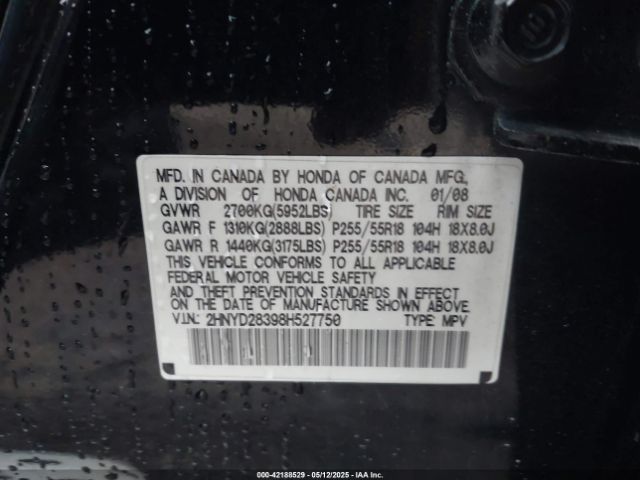 MFD. IN CANADA BY HONDA OF CANADA MFG.,
A DIVISION OF HONDA CANADA INC. 01/08
GVWR 2700KG(5952LBS) TIRE SIZE RIM SIZE
GAWR F 1310KG(2888LBS) P255/55R18 104H 18X8.0J
GAWR R 1440KG(3175LBS) P255/55R18 104H 18X8.0J
THIS VEHICLE CONFORMS TO ALL APPLICABLE
FEDERAL MOTOR VEHICLE SAFETY
AND THEFT PREVENTION STANDARDS IN EFFECT
ON THE DATE OF MANUFACTURE SHOWN ABOVE.
V.I.N.: 2HNYD28398H527750 TYPE: MPV
000-42188529 - 05/12/2025 - IAAI.COM